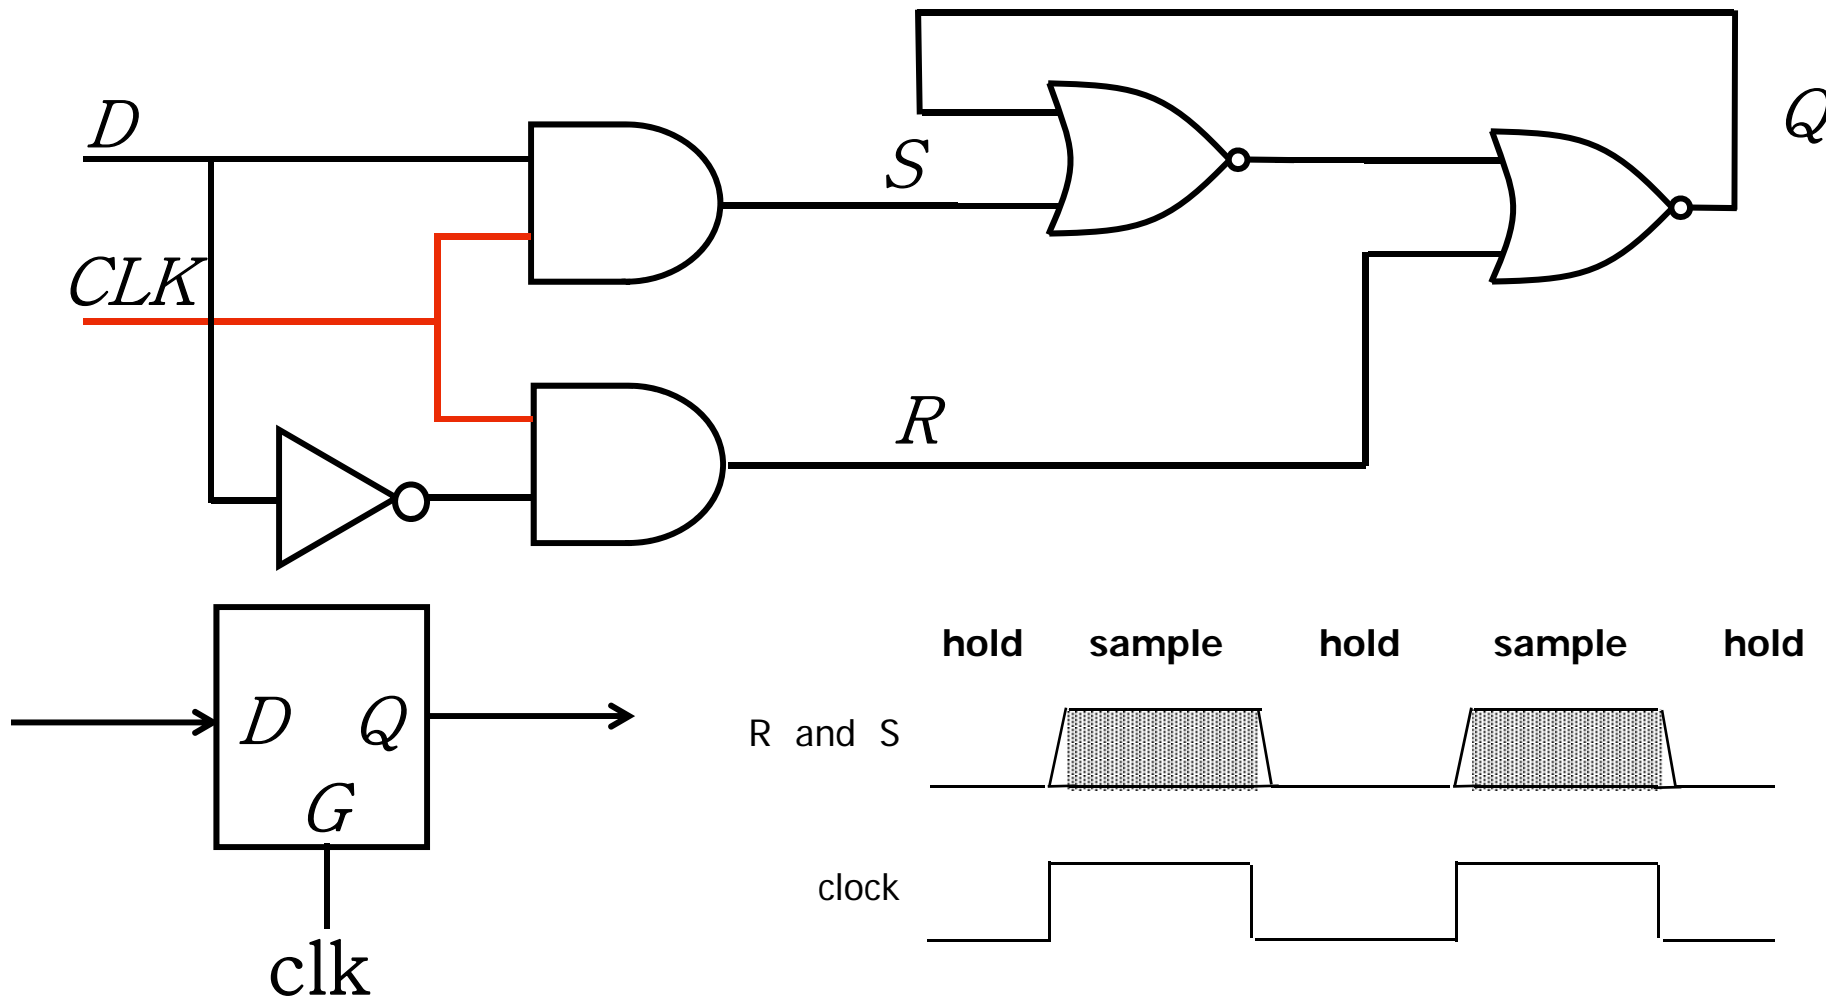 D
Q
S
CLK
R
hold sample hold sample hold
D Q
R and S
G
clock
clk